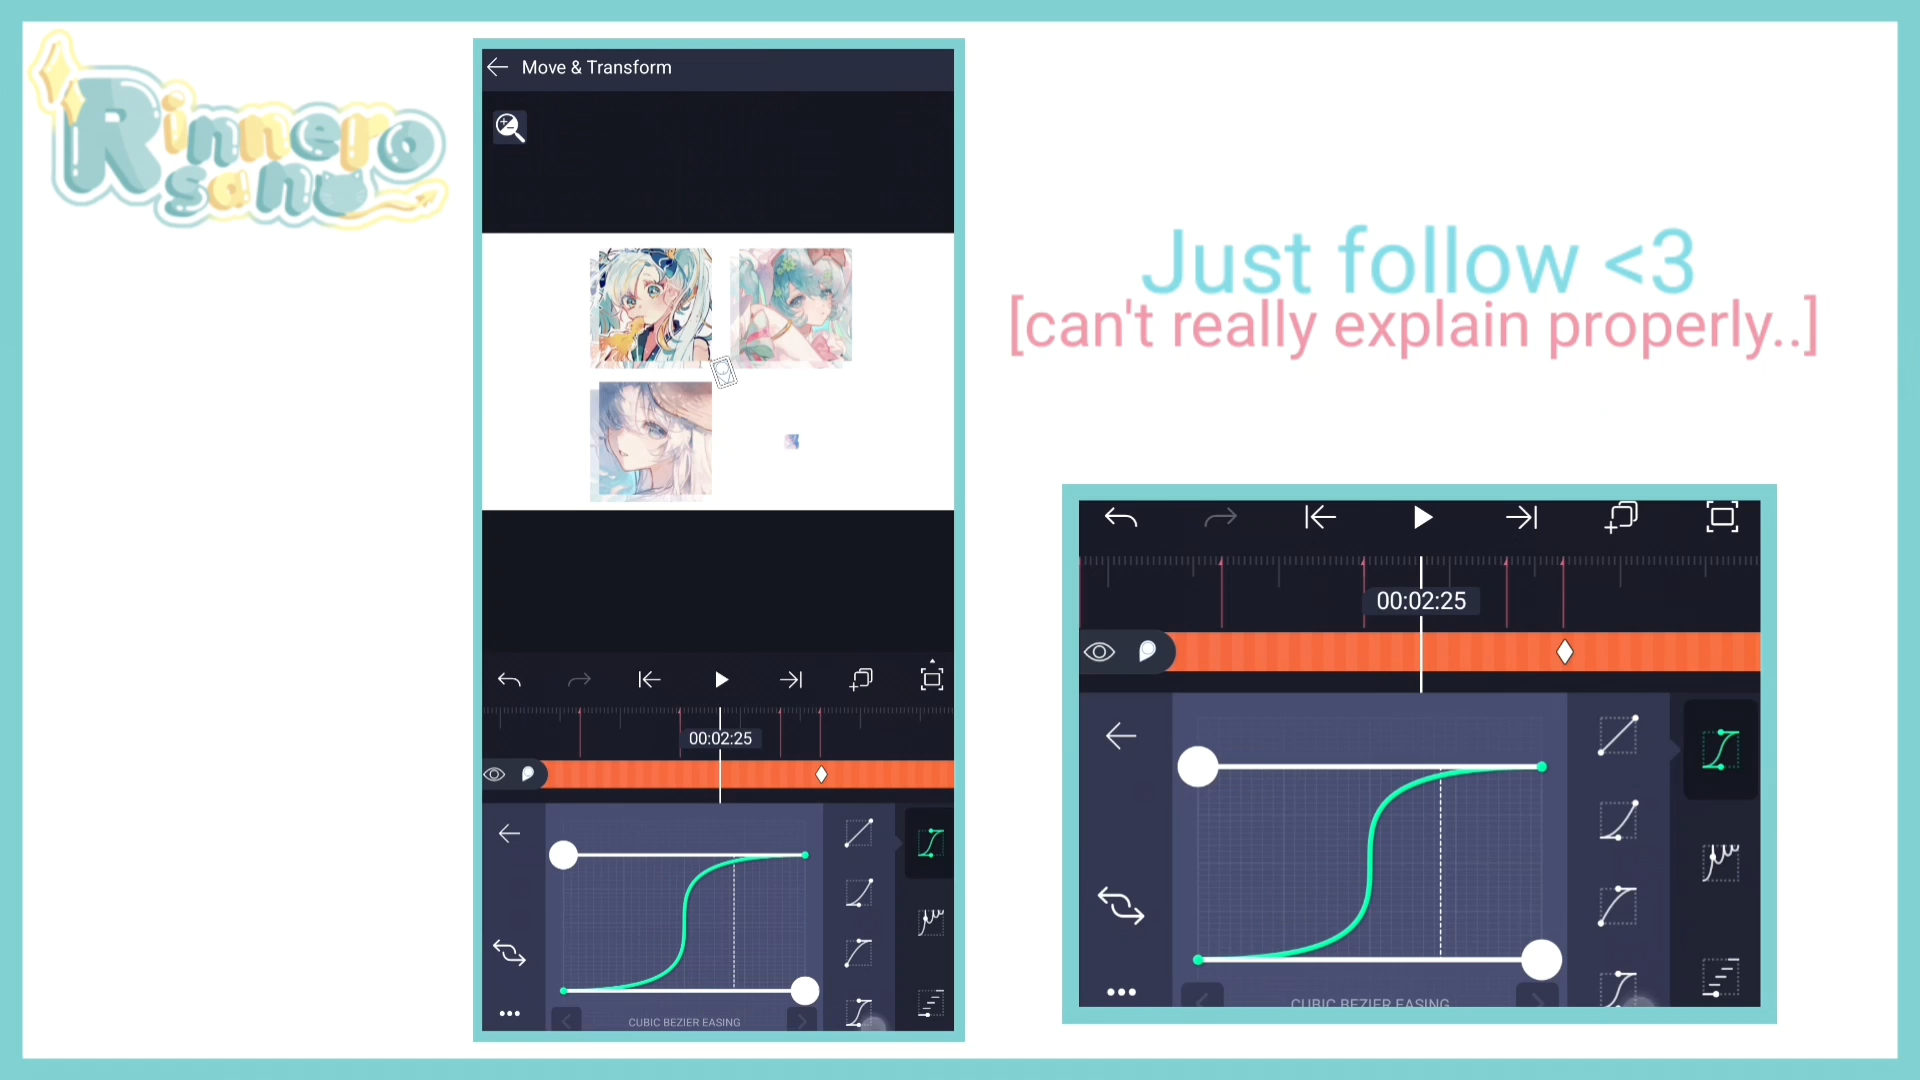 Rinnero
san
Move & Transform
00:02:25
CUBIC BEZIER EASING
Just follow <3
[can't really explain properly..]
00:02:25
CUBIC BEZIER EASING